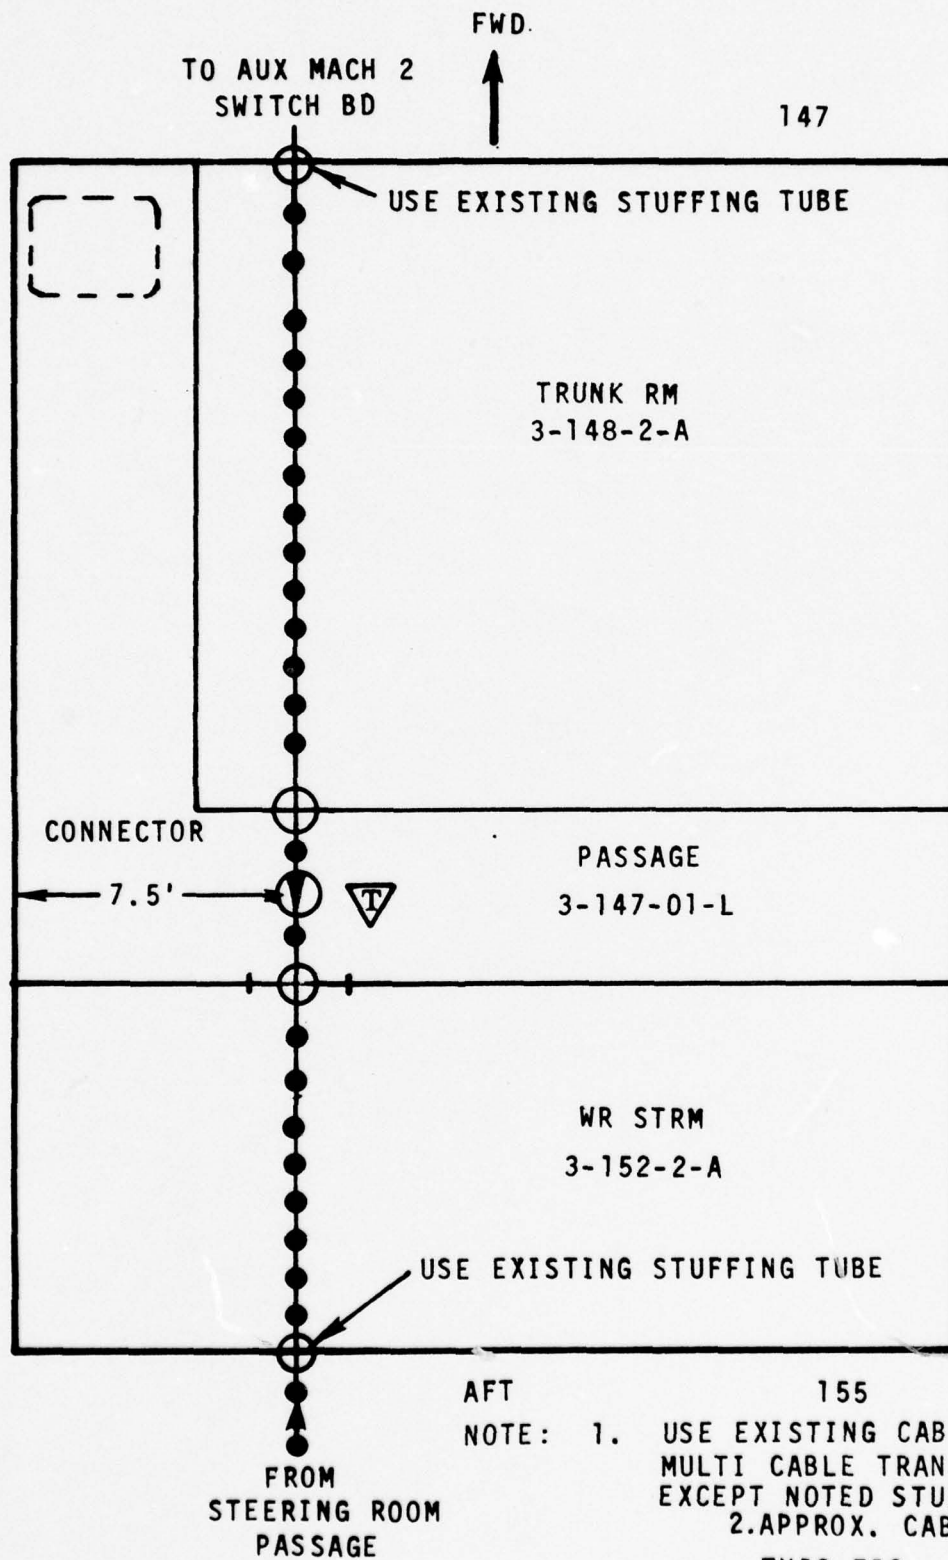 FWD.
TO AUX MACH 2
SWITCH BD
147
USE EXISTING STUFFING TUBE
TRUNK RM
3-148-2-A
CONNECTOR
PASSAGE
7.5'
T
3-147-01-L
WR STRM
3-152-2-A
USE EXISTING STUFFING TUBE
AFT
155
NOTE: 1. USE EXISTING CAB
MULTI CABLE TRAN
EXCEPT NOTED STU
2.APPROX. CAB
FROM
STEERING ROOM
PASSAGE